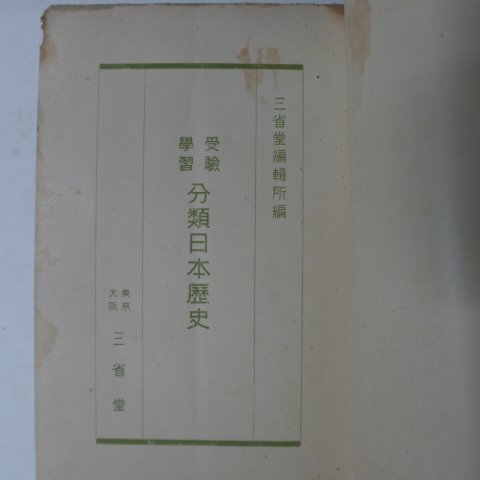 三省堂編輯所編
受驗
學習
分類日本歷史
東京
大阪
三省堂